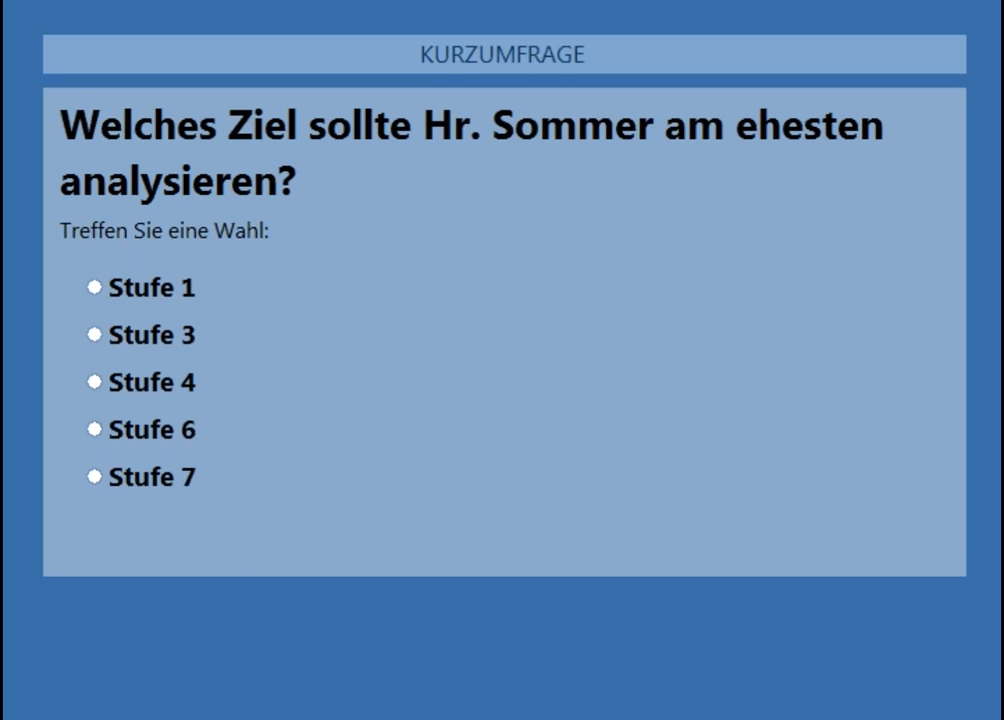 KURZUMFRAGE
Welches Ziel sollte Hr. Sommer am ehesten
analysieren?
Treffen Sie eine Wahl:
Stufe 1
Stufe 3
Stufe 4
Stufe 6
Stufe 7